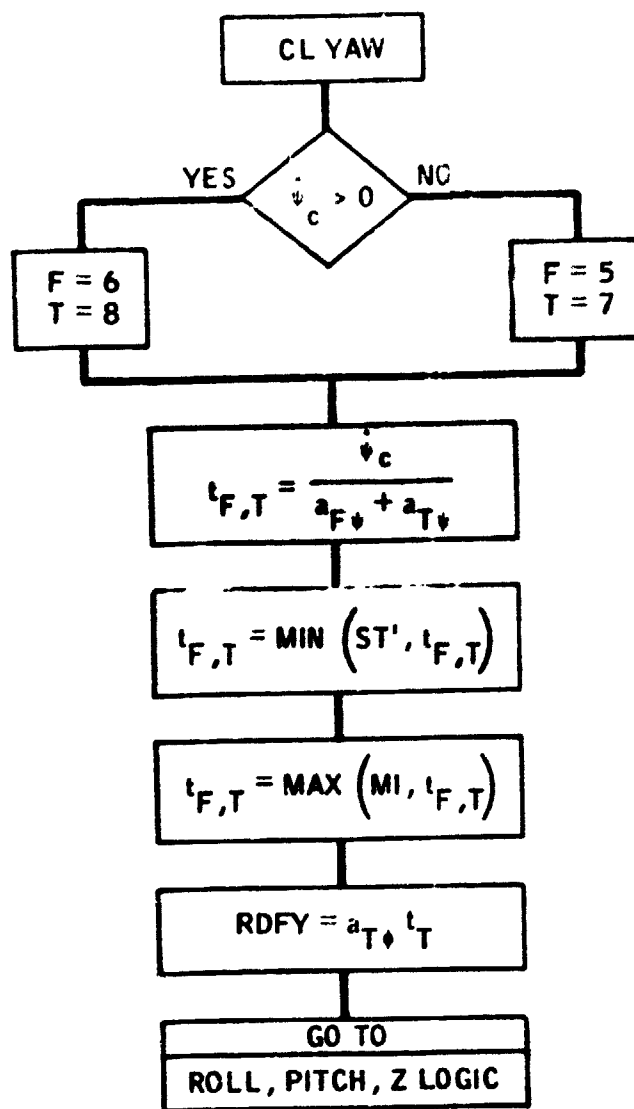 CL YAW
YES
NO
ψ̇c > 0
F = 6
T = 8
F = 5
T = 7
tF,T = ψ̇c / (aFψ + aTψ)
tF,T = MIN (ST', tF,T)
tF,T = MAX (MI, tF,T)
RDFY = aTφ tT
GO TO
ROLL, PITCH, Z LOGIC